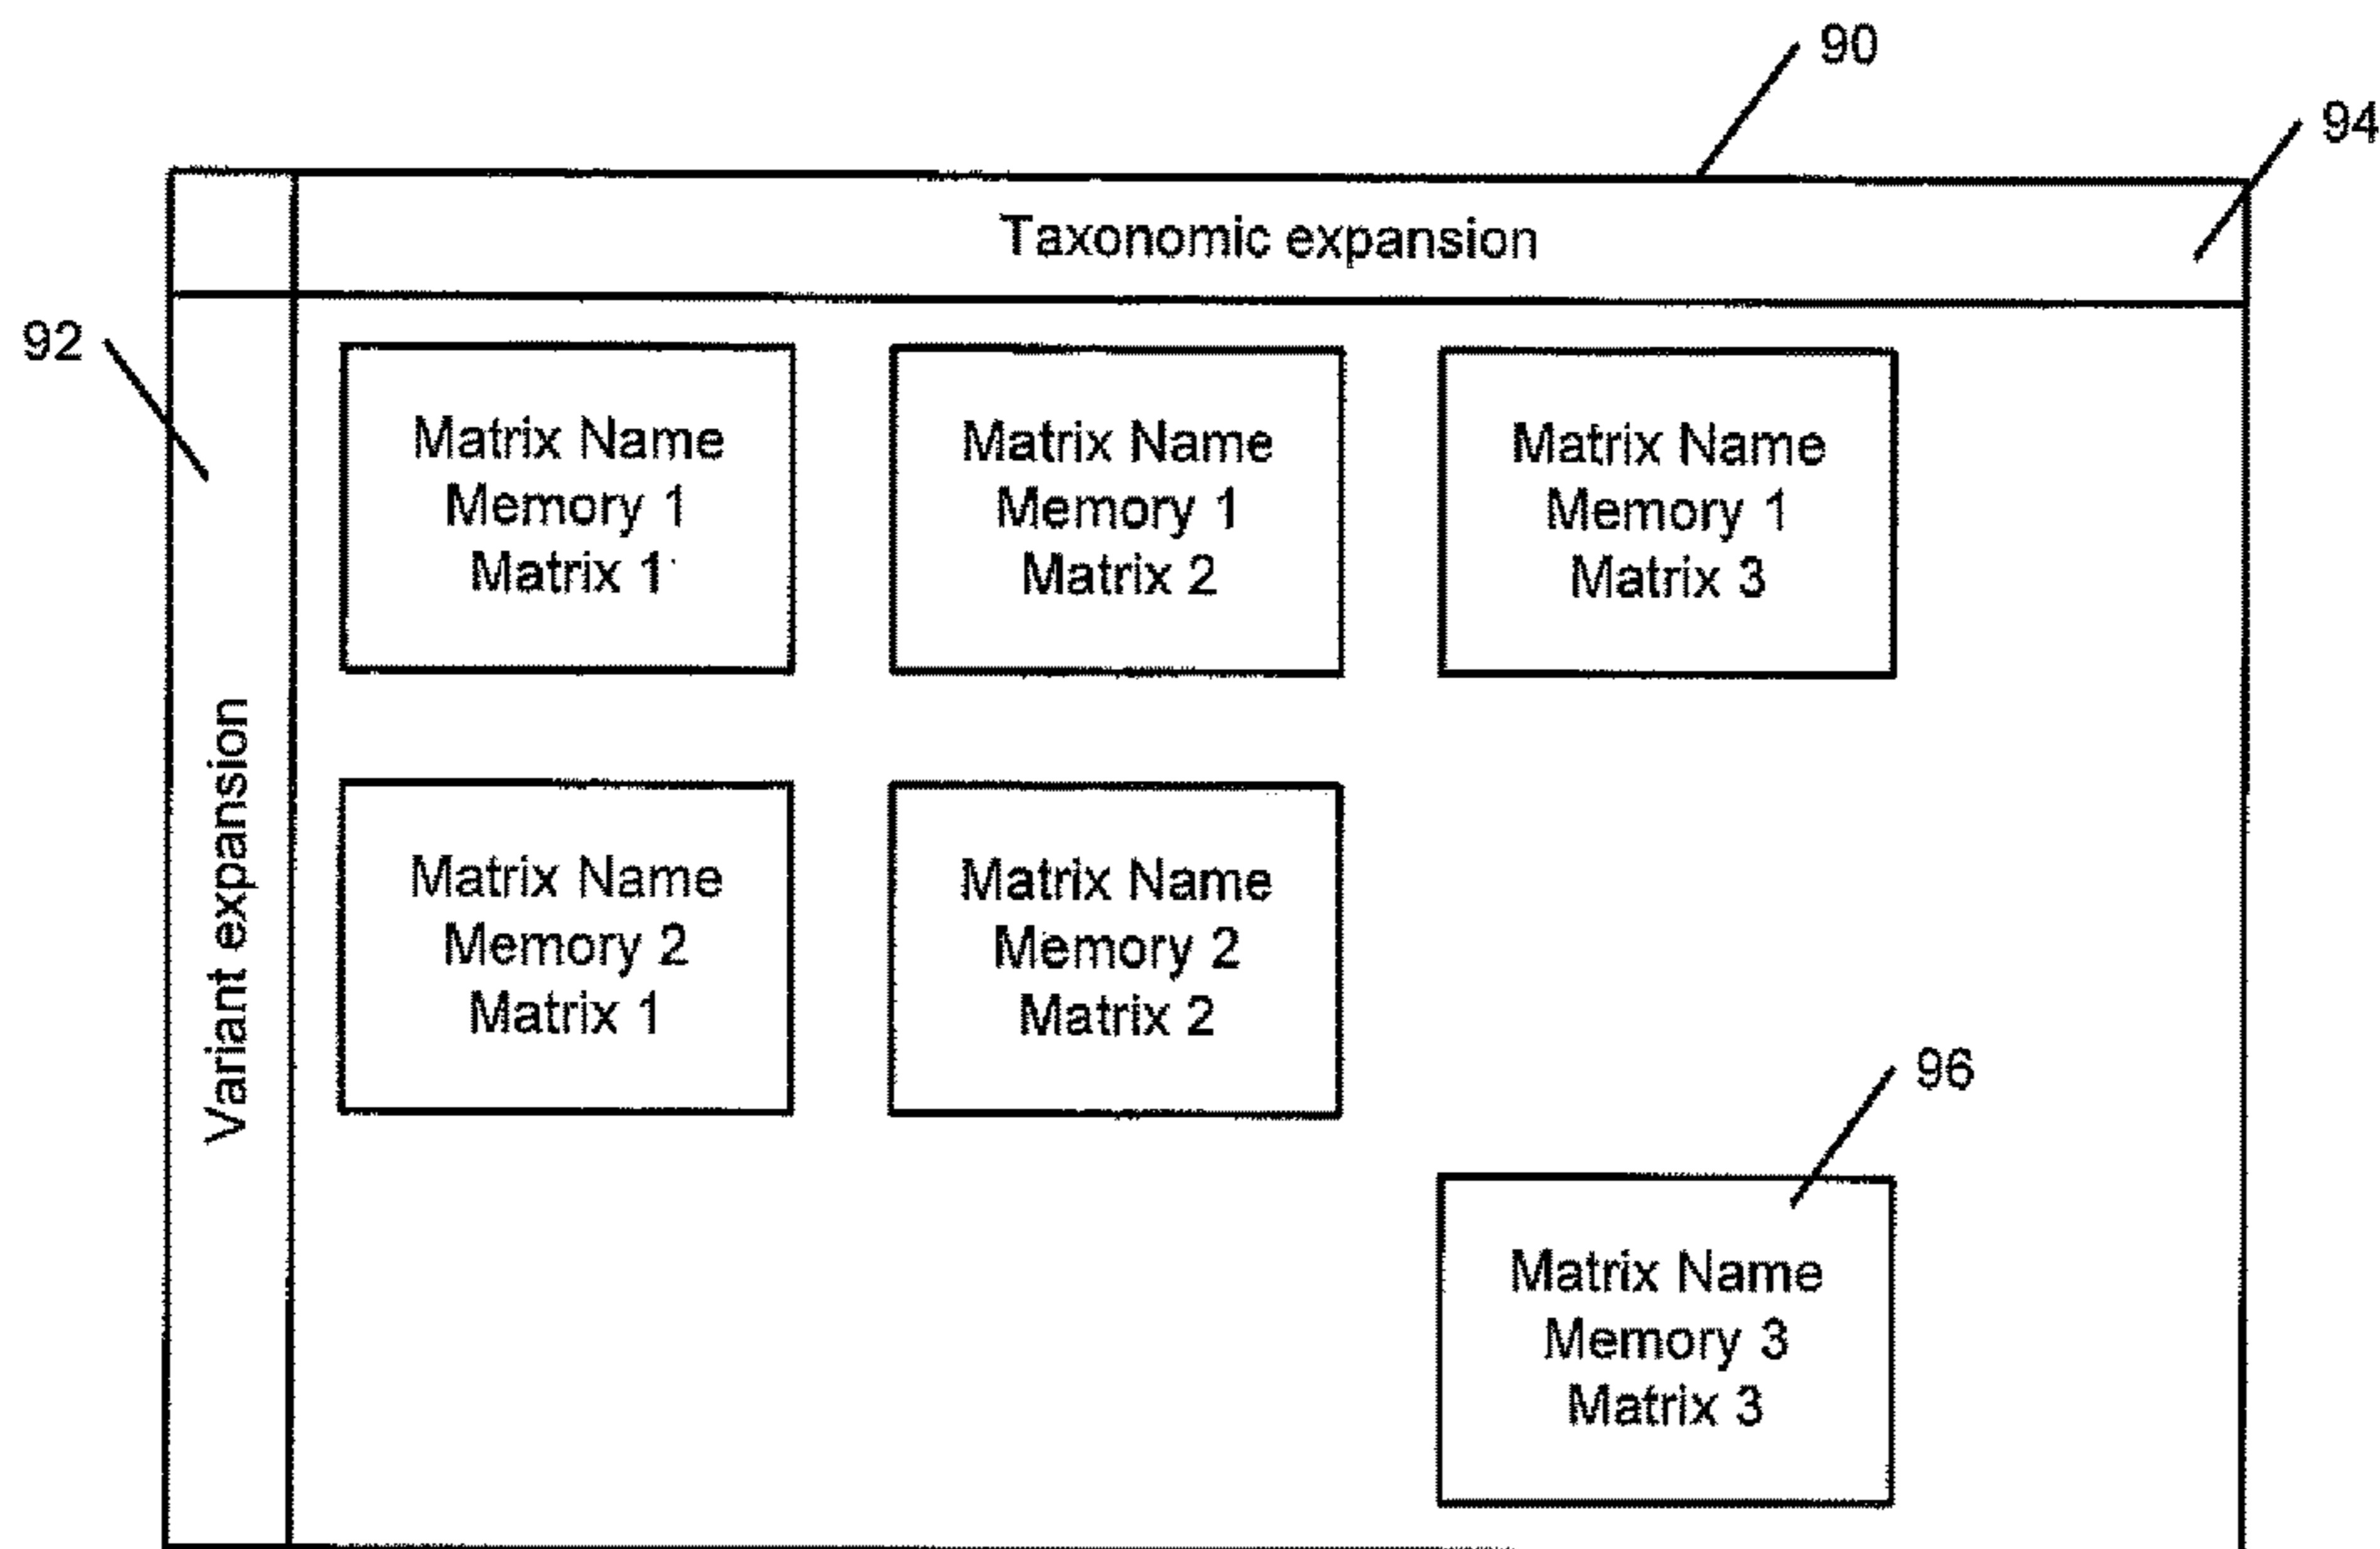 90
94
Taxonomic expansion
92
Matrix Name
Memory 1
Matrix 1
Matrix Name
Memory 1
Matrix 2
Matrix Name
Memory 1
Matrix 3
Variant expansion
Matrix Name
Memory 2
Matrix 1
Matrix Name
Memory 2
Matrix 2
96
Matrix Name
Memory 3
Matrix 3